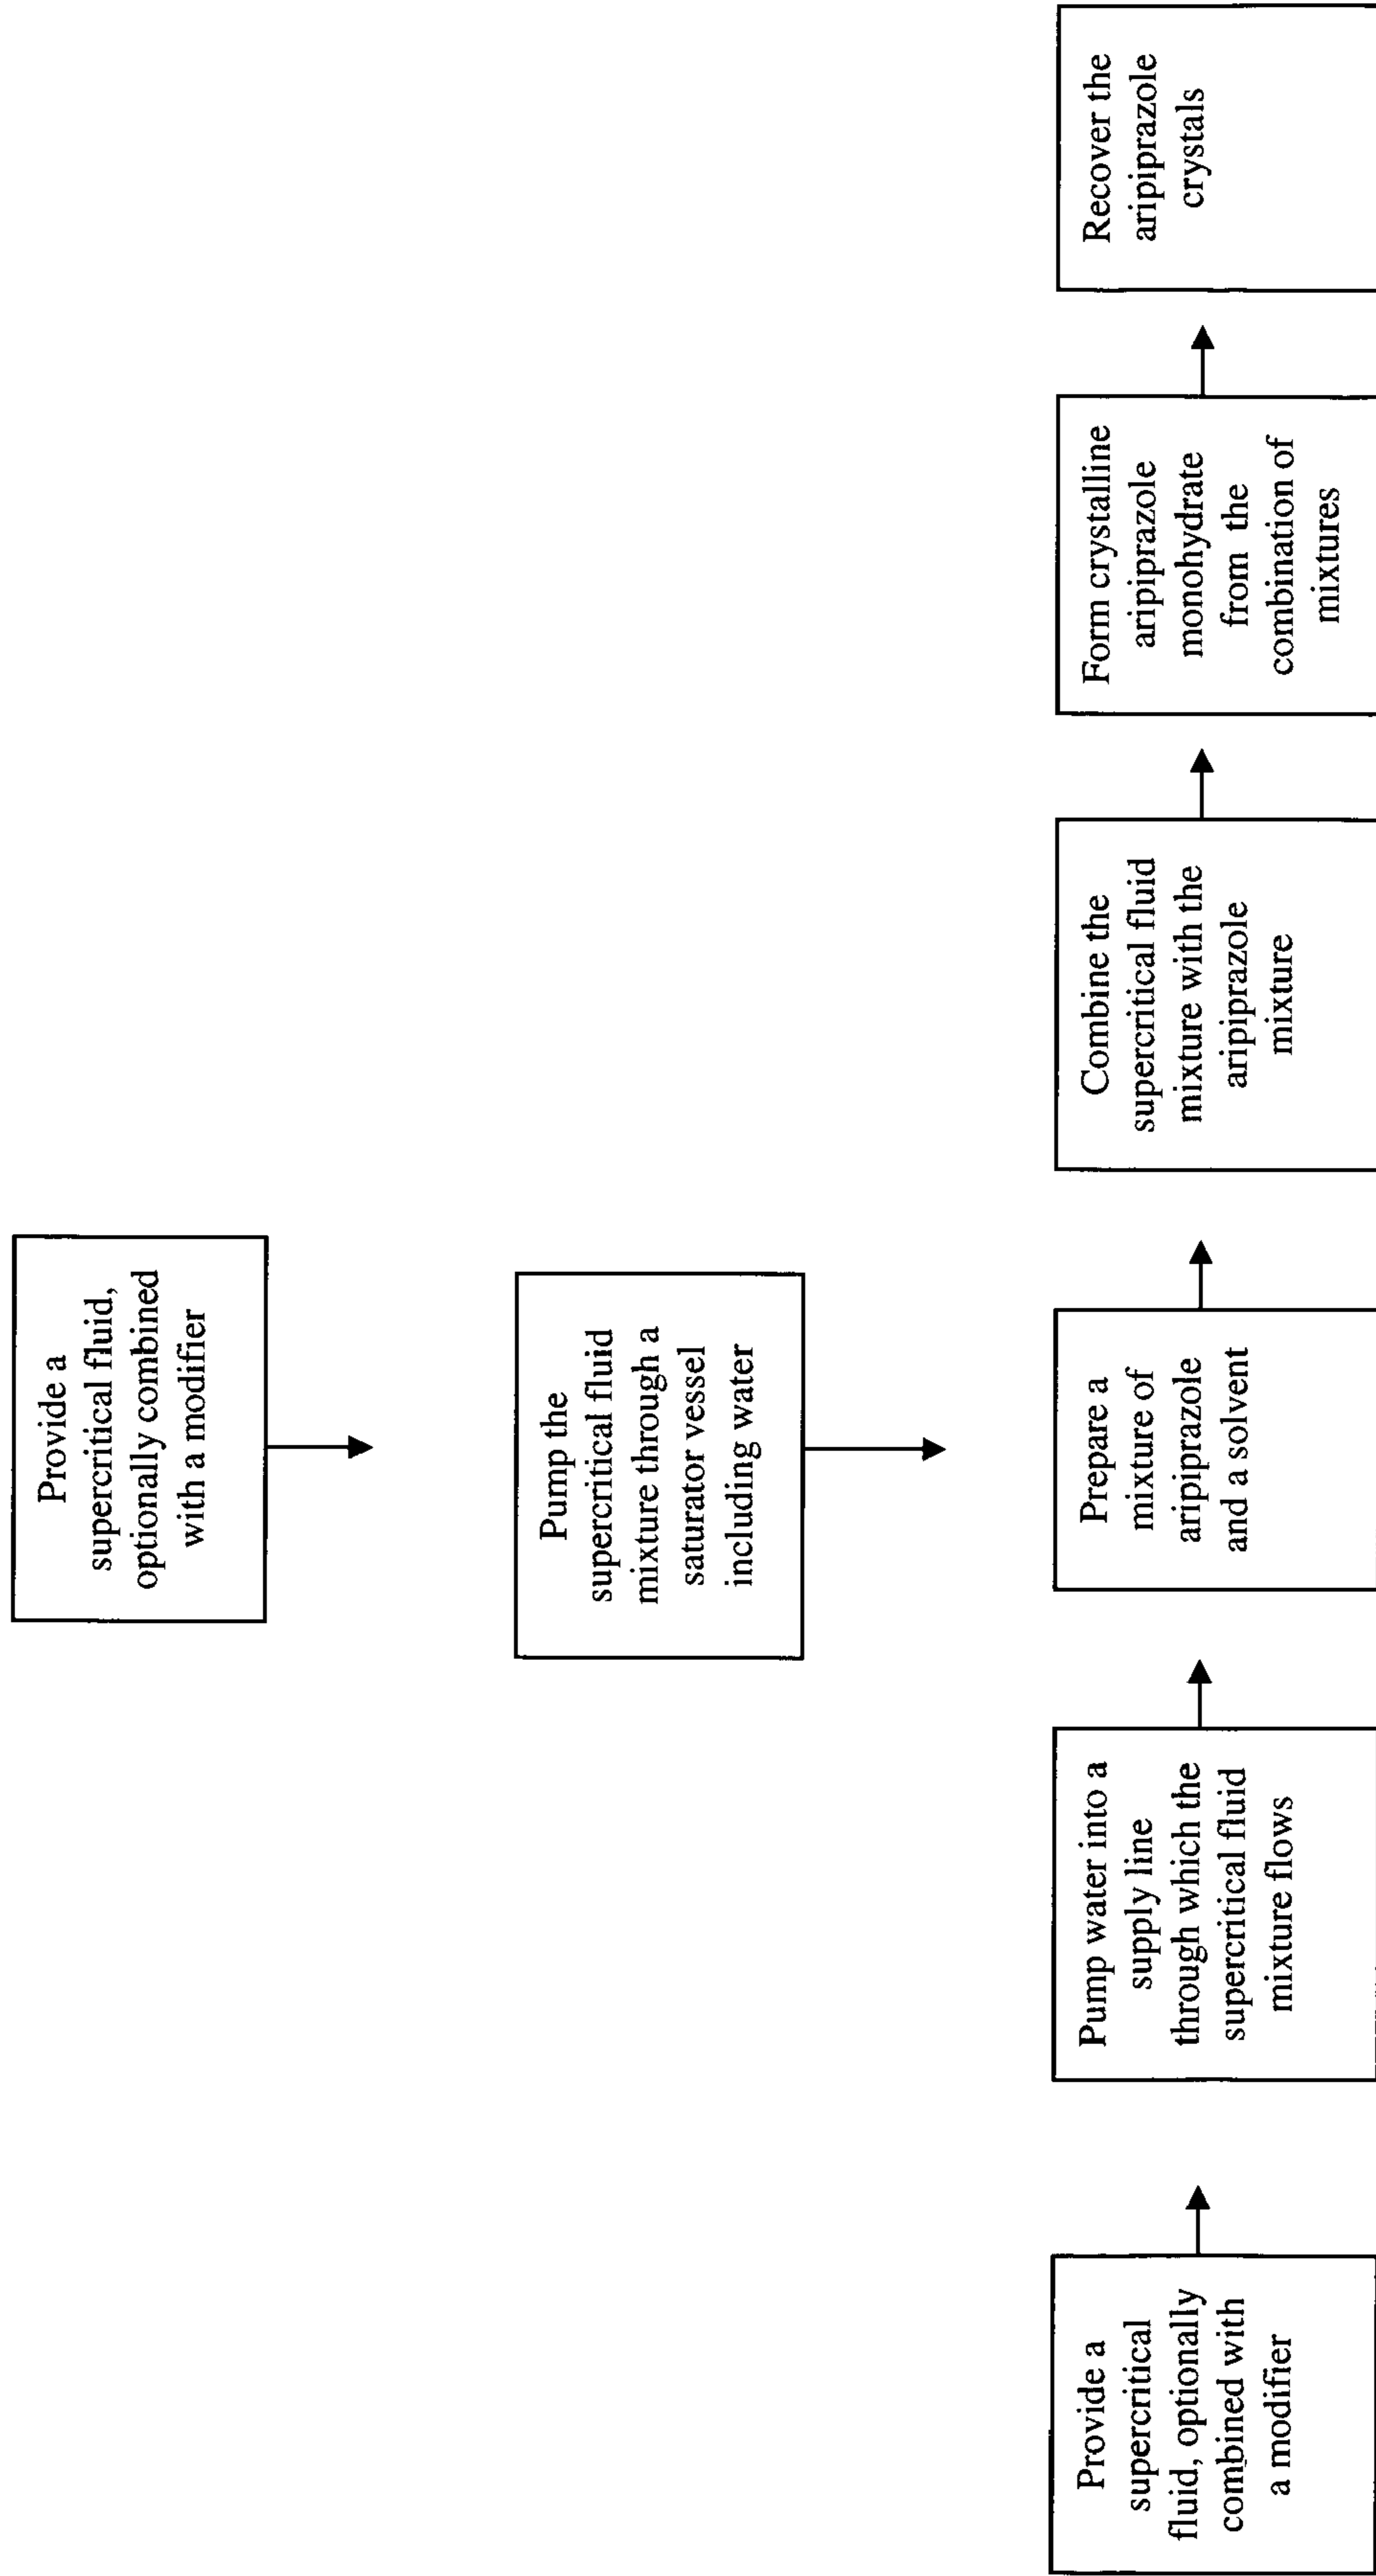 Provide a
supercritical fluid,
optionally combined
with a modifier
Pump the
supercritical fluid
mixture through a
saturator vessel
including water
Provide a
supercritical
fluid, optionally
combined with
a modifier
Pump water into a
supply line
through which the
supercritical fluid
mixture flows
Prepare a
mixture of
aripiprazole
and a solvent
Combine the
supercritical fluid
mixture with the
aripiprazole
mixture
Form crystalline
aripiprazole
monohydrate
from the
combination of
mixtures
Recover the
aripiprazole
crystals